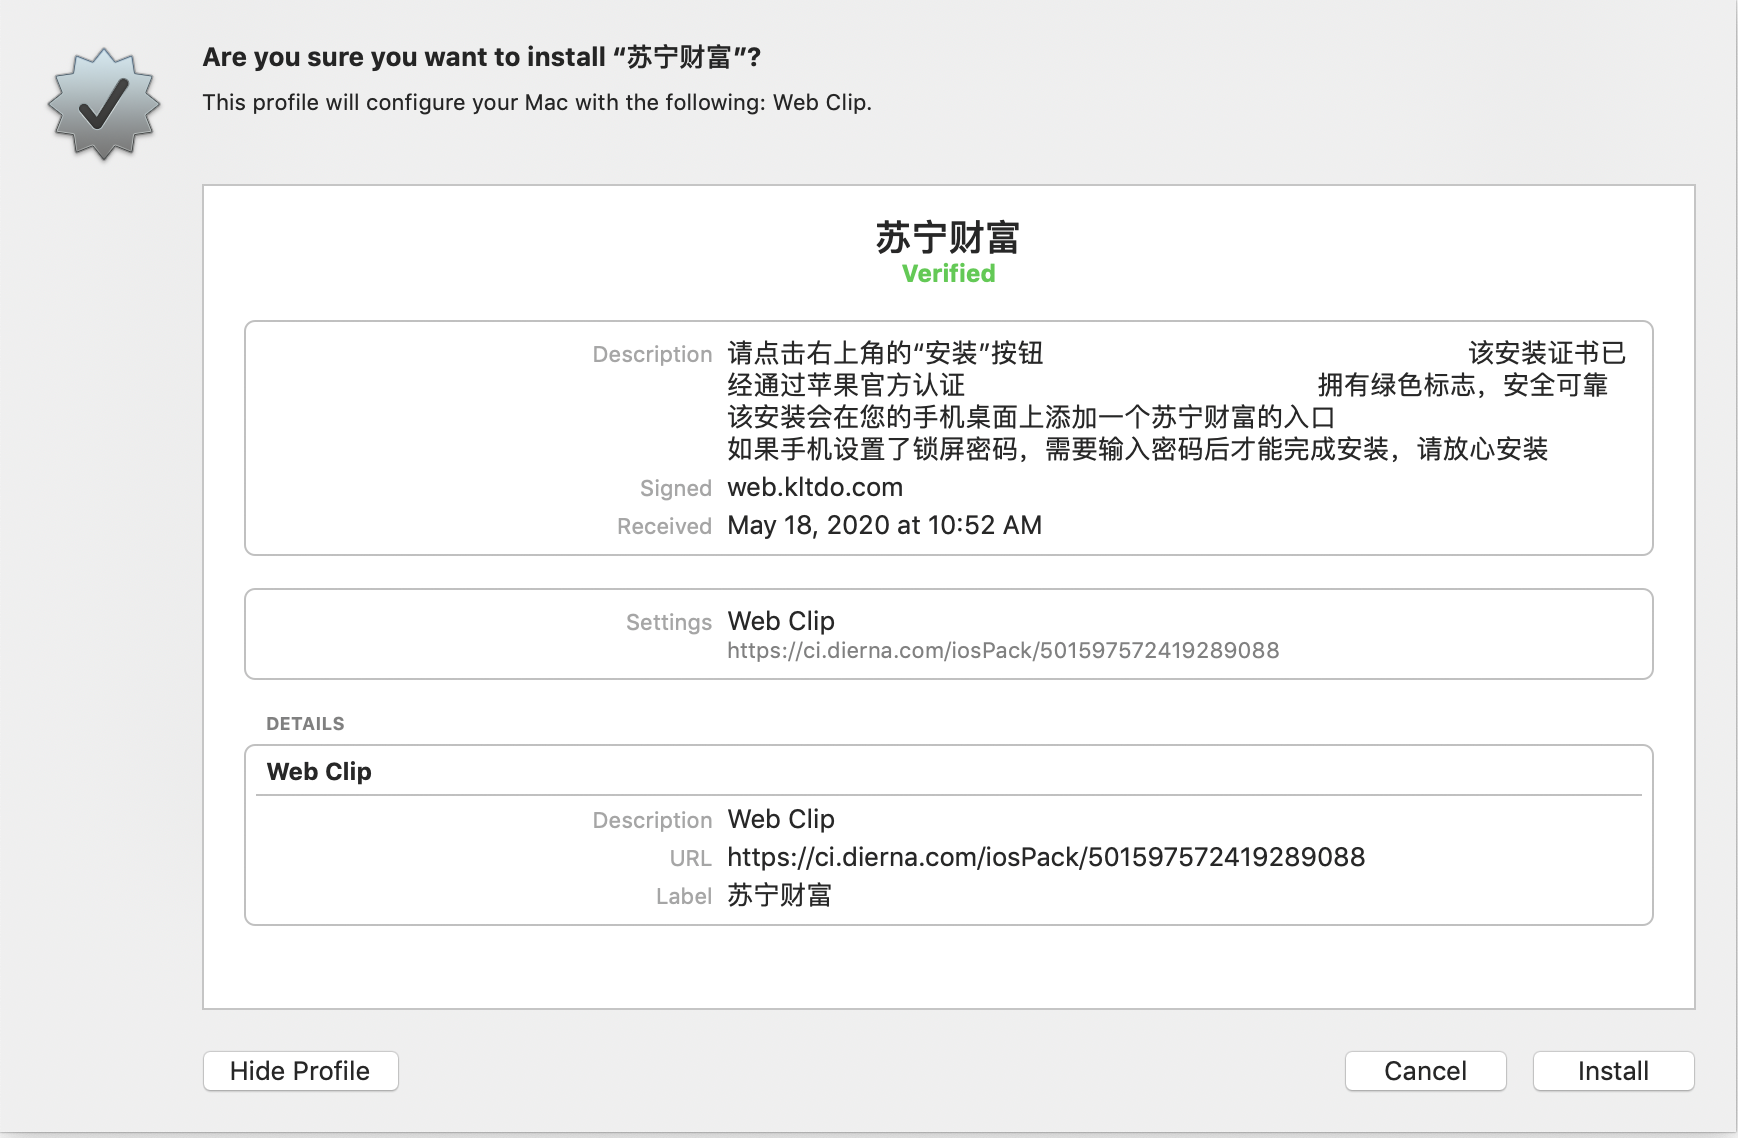 Are you sure you want to install “苏宁财富”?
This profile will configure your Mac with the following: Web Clip.
苏宁财富
Verified
Description 请点击右上角的“安装”按钮 该安装证书已
经通过苹果官方认证 拥有绿色标志，安全可靠
该安装会在您的手机桌面上添加一个苏宁财富的入口
如果手机设置了锁屏密码，需要输入密码后才能完成安装，请放心安装
Signed web.kltdo.com
Received May 18, 2020 at 10:52 AM
Settings Web Clip
https://ci.dierna.com/iosPack/501597572419289088
DETAILS
Web Clip
Description Web Clip
URL https://ci.dierna.com/iosPack/501597572419289088
Label 苏宁财富
Hide Profile Cancel Install